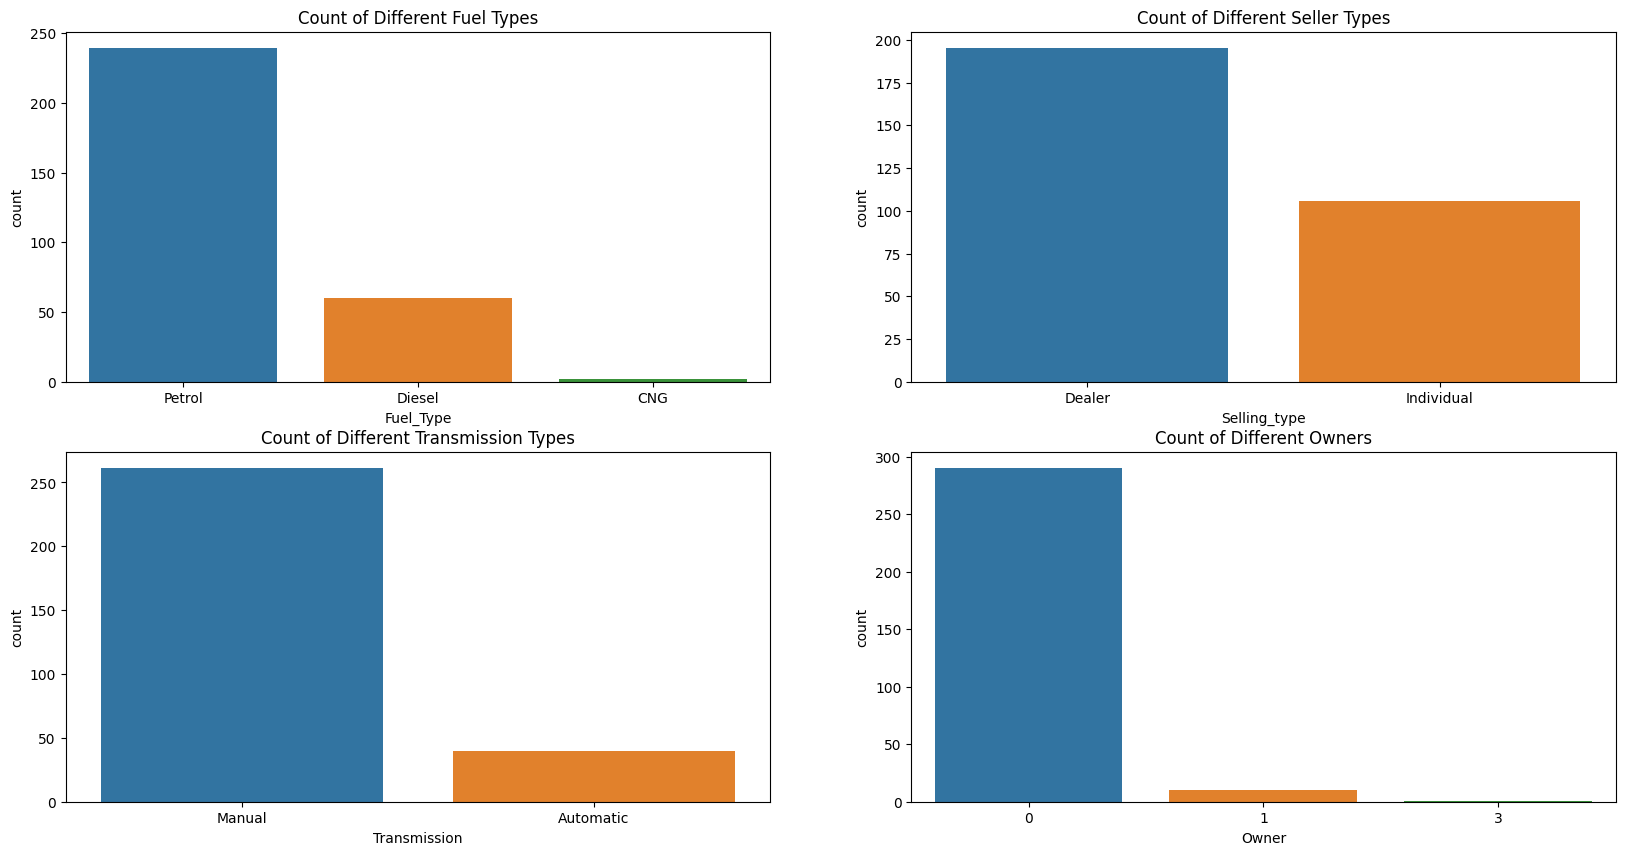 Count of Different Fuel Types
250
200
150
100
50
0
count
Petrol
Diesel
CNG
Fuel_Type
Count of Different Seller Types
200
175
150
125
100
75
50
25
0
count
Dealer
Individual
Selling_type
Count of Different Transmission Types
250
200
150
100
50
0
count
Manual
Automatic
Transmission
Count of Different Owners
300
250
200
150
100
50
0
count
0
1
3
Owner